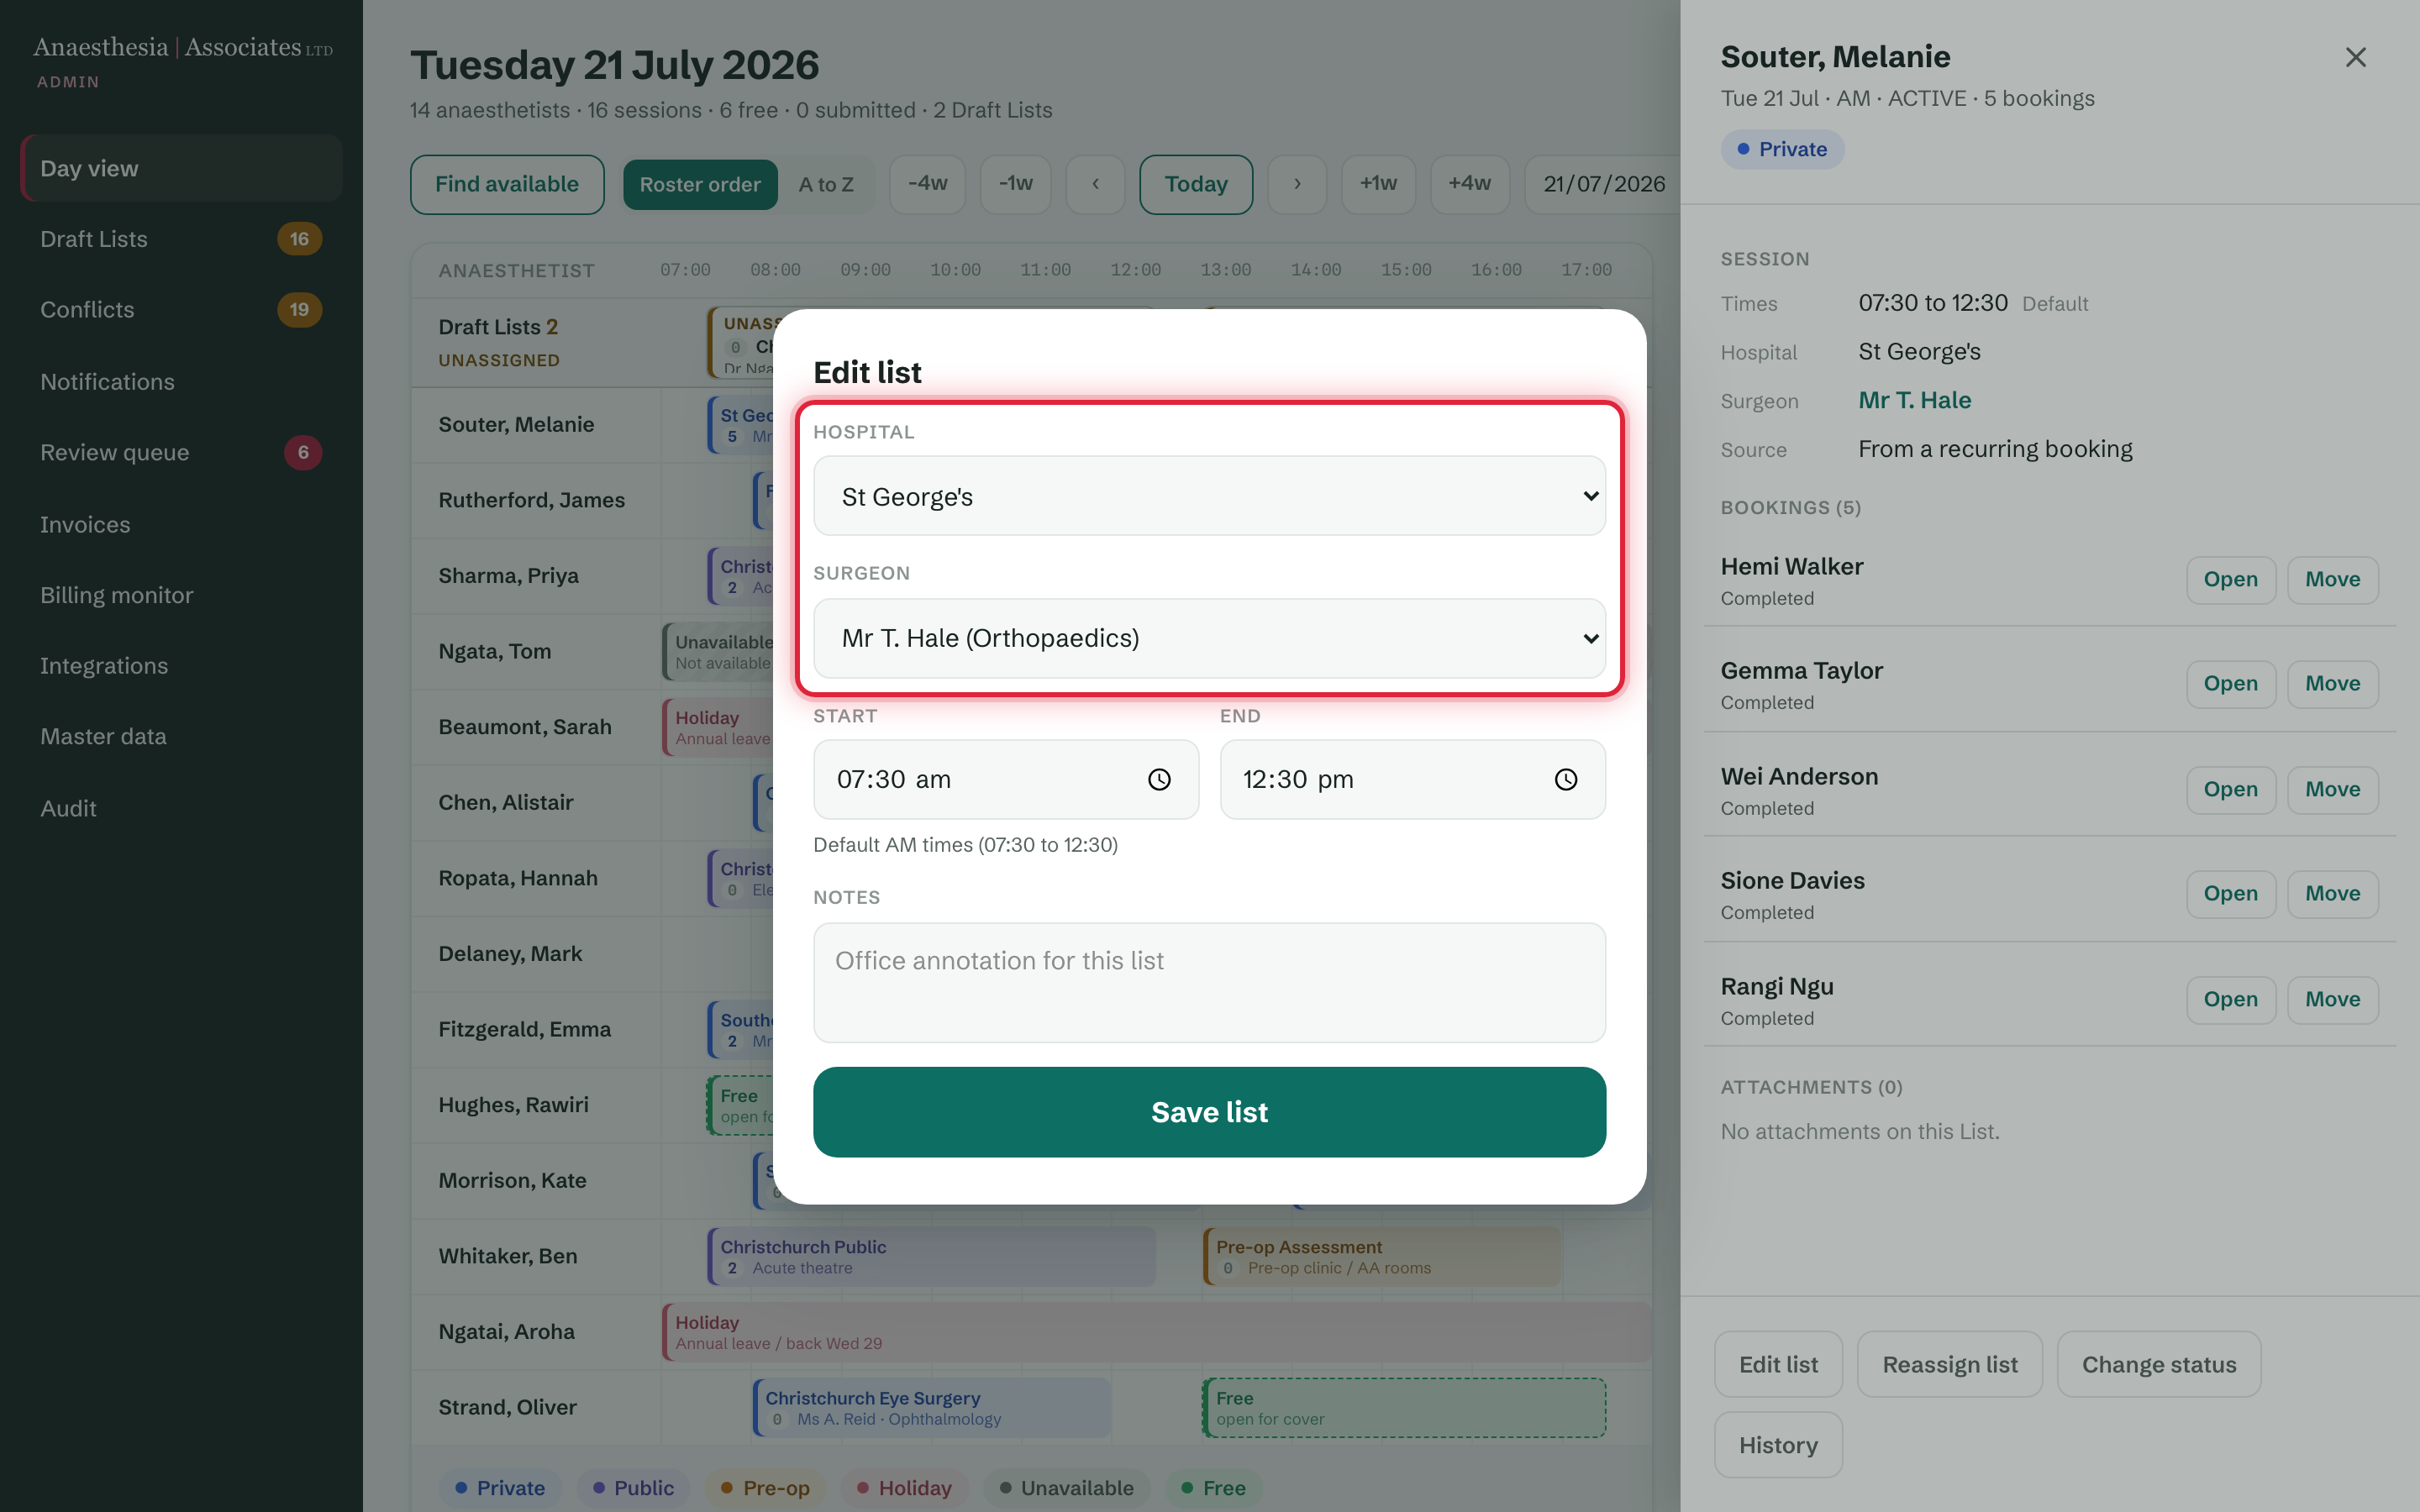 Anaesthesia | Associates LTD
ADMIN
Day view
Draft Lists 16
Conflicts 19
Notifications
Review queue 6
Invoices
Billing monitor
Integrations
Master data
Audit
Tuesday 21 July 2026
14 anaesthetists · 16 sessions · 6 free · 0 submitted · 2 Draft Lists
Find available
Roster order
A to Z
-4w
-1w
‹
Today
›
+1w
+4w
21/07/2026
ANAESTHETIST 07:00 08:00 09:00 10:00 11:00 12:00 13:00 14:00 15:00 16:00 17:00
Draft Lists 2
UNASSIGNED
Souter, Melanie
5
Rutherford, James
Sharma, Priya
2
Ngata, Tom
Unavailable
Not available
Beaumont, Sarah
Holiday
Annual leave
Chen, Alistair
Ropata, Hannah
0
Delaney, Mark
Fitzgerald, Emma
2
Hughes, Rawiri
Free
open
Morrison, Kate
Whitaker, Ben
Christchurch Public
2 Acute theatre
Pre-op Assessment
0 Pre-op clinic / AA rooms
Ngatai, Aroha
Holiday
Annual leave / back Wed 29
Strand, Oliver
Christchurch Eye Surgery
0 Ms A. Reid · Ophthalmology
Free
open for cover
Private
Public
Pre-op
Holiday
Unavailable
Free
Edit list
HOSPITAL
St George's
SURGEON
Mr T. Hale (Orthopaedics)
START END
07:30 am 12:30 pm
Default AM times (07:30 to 12:30)
NOTES
Office annotation for this list
Save list
Souter, Melanie
Tue 21 Jul · AM · ACTIVE · 5 bookings
Private
SESSION
Times 07:30 to 12:30 Default
Hospital St George's
Surgeon Mr T. Hale
Source From a recurring booking
BOOKINGS (5)
Hemi Walker
Completed
Open Move
Gemma Taylor
Completed
Open Move
Wei Anderson
Completed
Open Move
Sione Davies
Completed
Open Move
Rangi Ngu
Completed
Open Move
ATTACHMENTS (0)
No attachments on this List.
Edit list
Reassign list
Change status
History